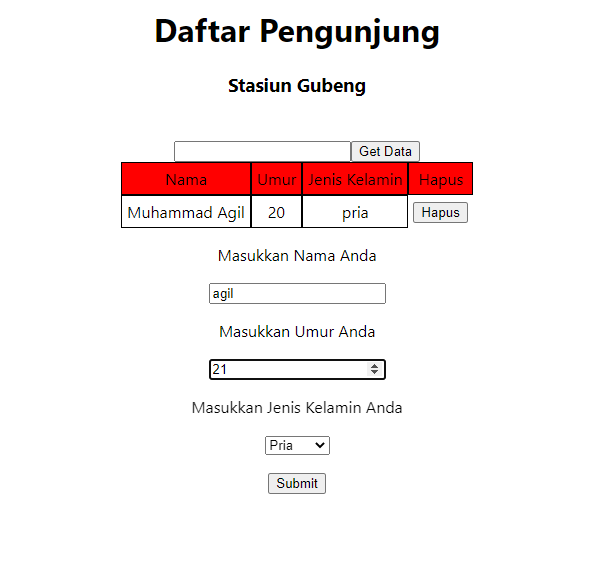 Daftar Pengunjung
Stasiun Gubeng
Get Data
Nama Umur Jenis Kelamin Hapus
Muhammad Agil 20 pria Hapus
Masukkan Nama Anda
agil
Masukkan Umur Anda
21
Masukkan Jenis Kelamin Anda
Pria
Submit